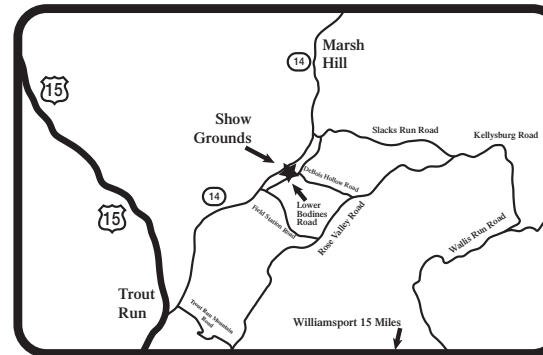 Marsh
Hill
14
15
Show
Grounds
Slacks Run Road
Kellysburg Road
DeBois Hollow Road
14
Lower
Bodines
Road
15
Field Station Road
Rose Valley Road
Wallis Run Road
Trout
Run
Trout Run Mountain
Road
Williamsport 15 Miles